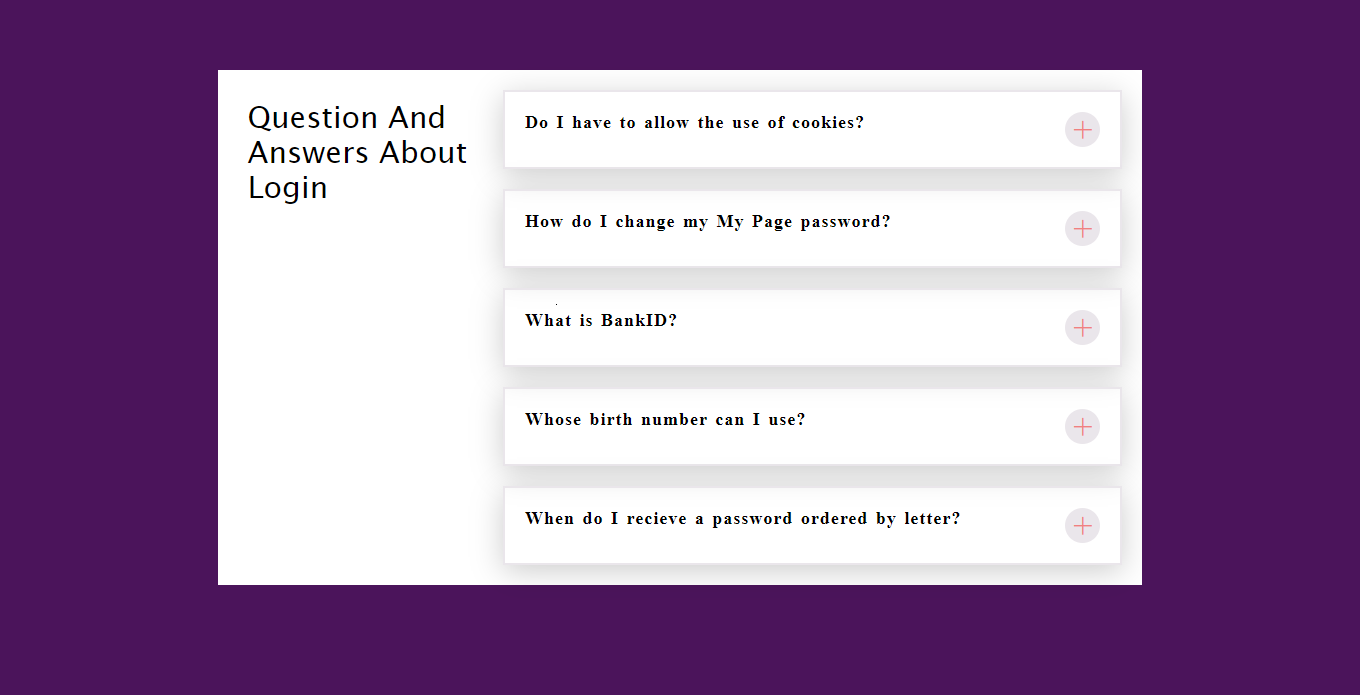 Question And
Answers About
Login
Do I have to allow the use of cookies?
How do I change my My Page password?
What is BankID?
Whose birth number can I use?
When do I recieve a password ordered by letter?